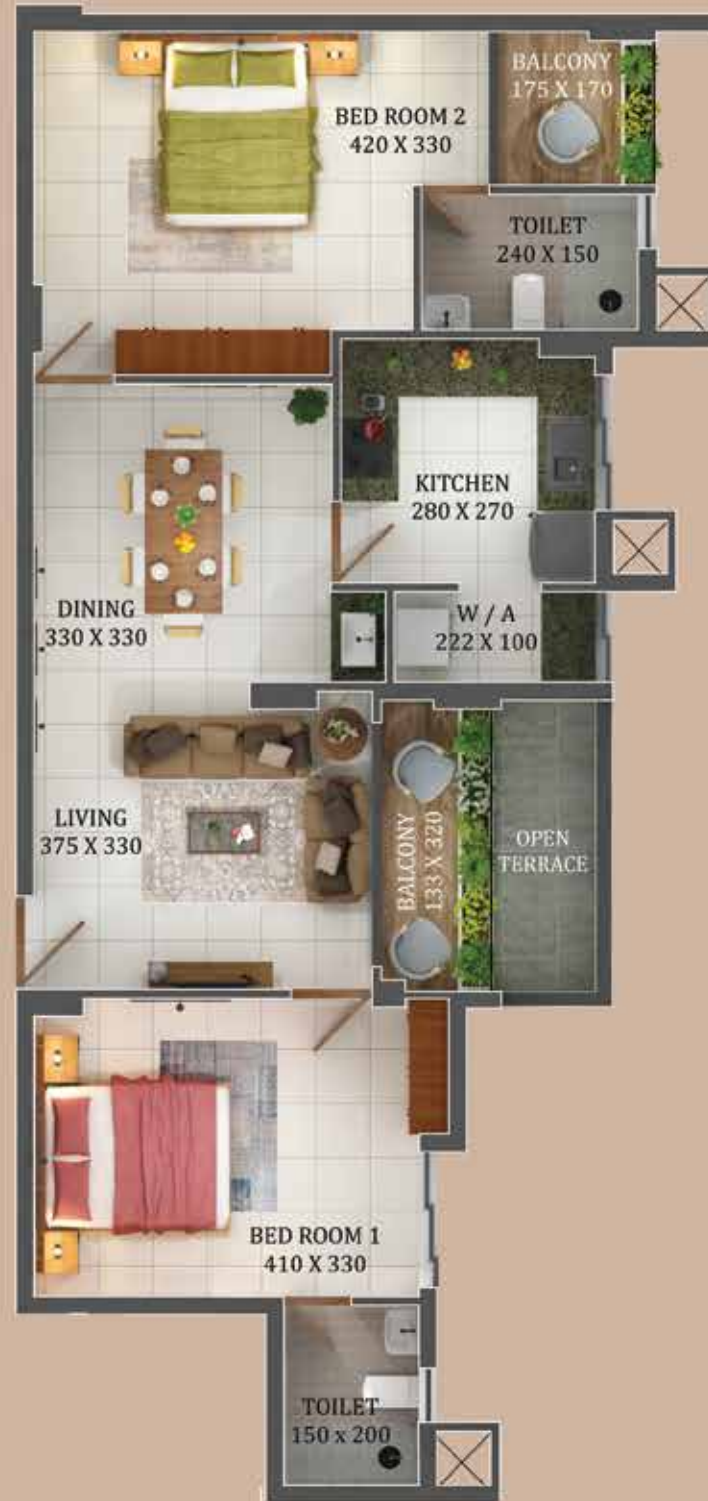 BED ROOM 2
420 X 330
BALCONY
175 X 170
TOILET
240 X 150
KITCHEN
280 X 270
DINING
330 X 330
W / A
222 X 100
LIVING
375 X 330
BALCONY
133 X 320
OPEN
TERRACE
BED ROOM 1
410 X 330
TOILET
150 x 200